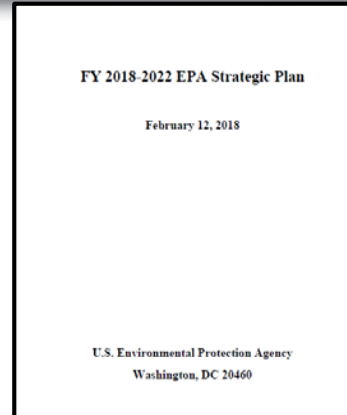 FY 2018-2022 EPA Strategic Plan
February 12, 2018
U.S. Environmental Protection Agency
Washington, DC 20460